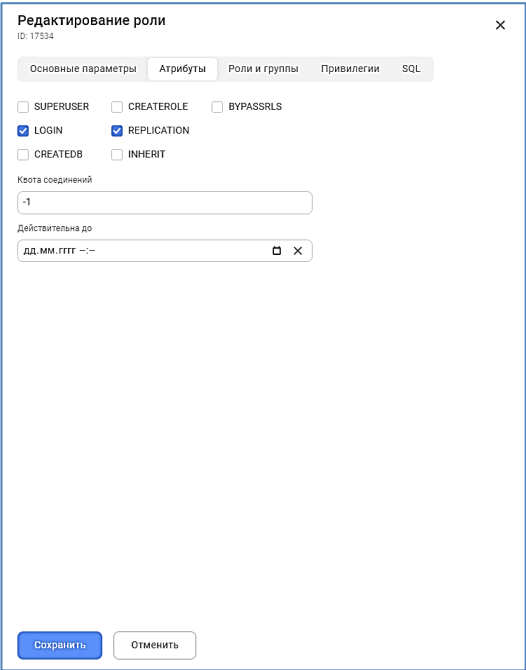 Редактирование роли
ID: 17534
Основные параметры Атрибуты Роли и группы Привилегии SQL
SUPERUSER CREATEROLE BYPASSRLS
LOGIN REPLICATION
CREATEDB INHERIT
Квота соединений
-1
Действительна до
дд.мм.гггг --:--
Сохранить Отменить